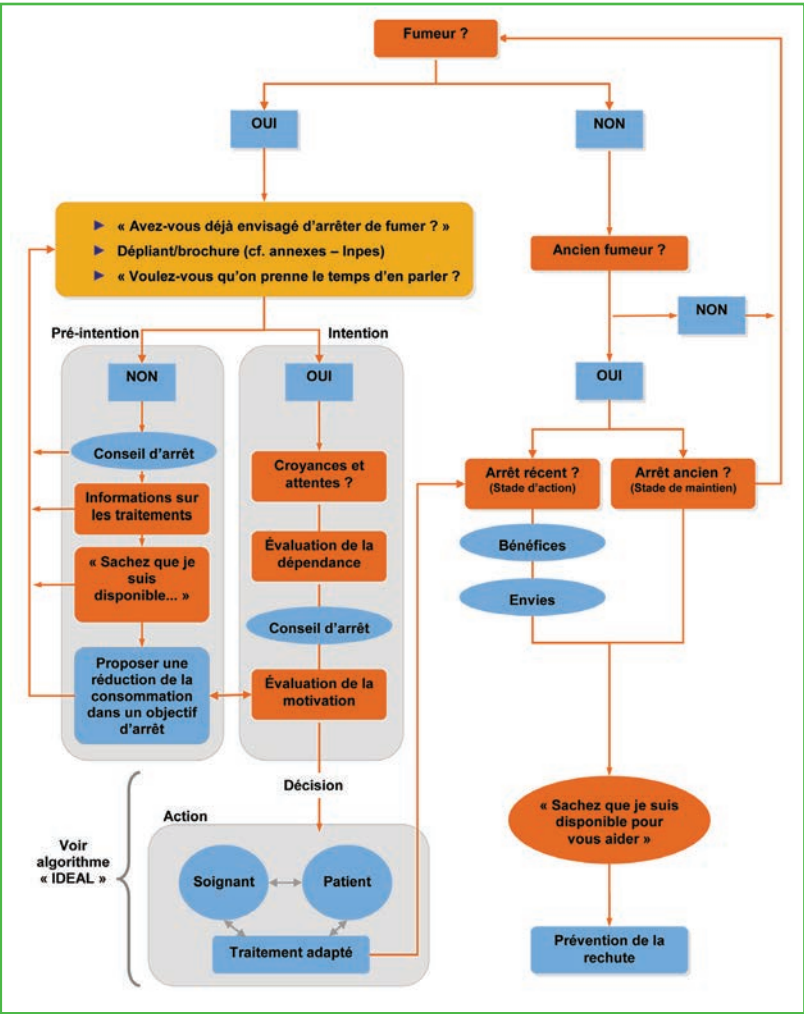 Fumeur ?
OUI
NON
► « Avez-vous déjà envisagé d'arrêter de fumer ? »
► Dépliant/brochure (cf. annexes – Inpes)
► « Voulez-vous qu'on prenne le temps d'en parler ?
Ancien fumeur ?
NON
OUI
Pré-intention
NON
Conseil d'arrêt
Informations sur
les traitements
« Sachez que je
suis
disponible... »
Proposer une
réduction de la
consommation
dans un objectif
d'arrêt
Intention
OUI
Croyances et
attentes ?
Évaluation de la
dépendance
Conseil d'arrêt
Évaluation de la
motivation
Arrêt récent ?
(Stade d'action)
Arrêt ancien ?
(Stade de maintien)
Bénéfices
Envies
Décision
Voir
algorithme
« IDEAL »
Action
Soignant
Patient
Traitement adapté
« Sachez que je suis
disponible pour
vous aider »
Prévention de la
rechute